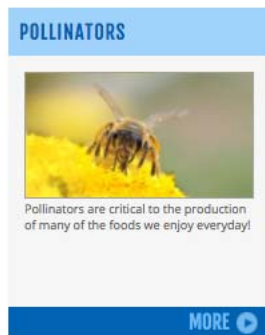 POLLINATORS
Pollinators are critical to the production
of many of the foods we enjoy everyday!
MORE